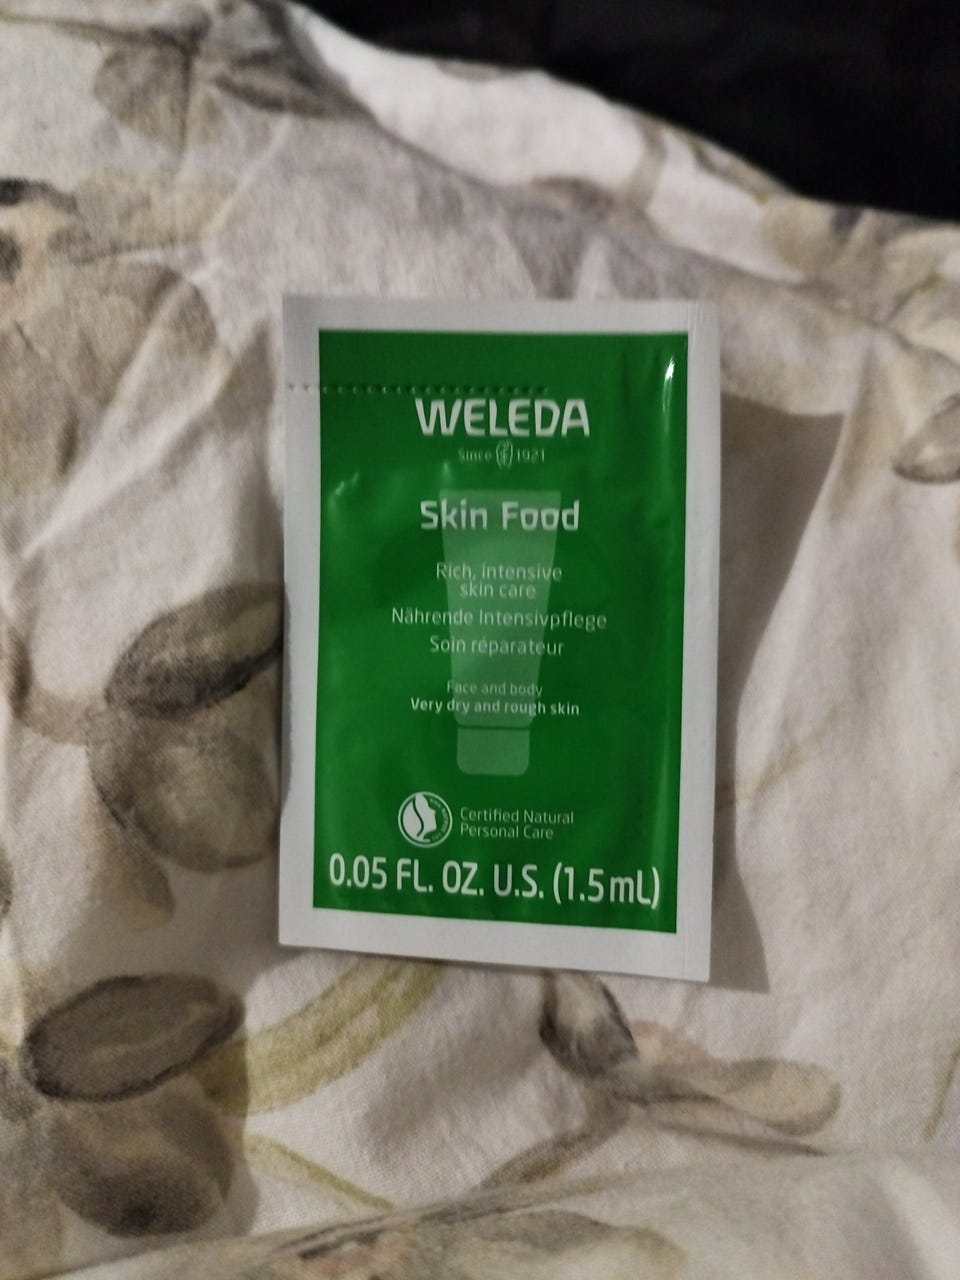 WELEDA
Since 1921
Skin Food
Rich, intensive
skin care
Nährende Intensivpflege
Soin réparateur
Face and body
Very dry and rough skin
Certified Natural
Personal Care
0.05 FL. OZ. U.S. (1.5 mL)